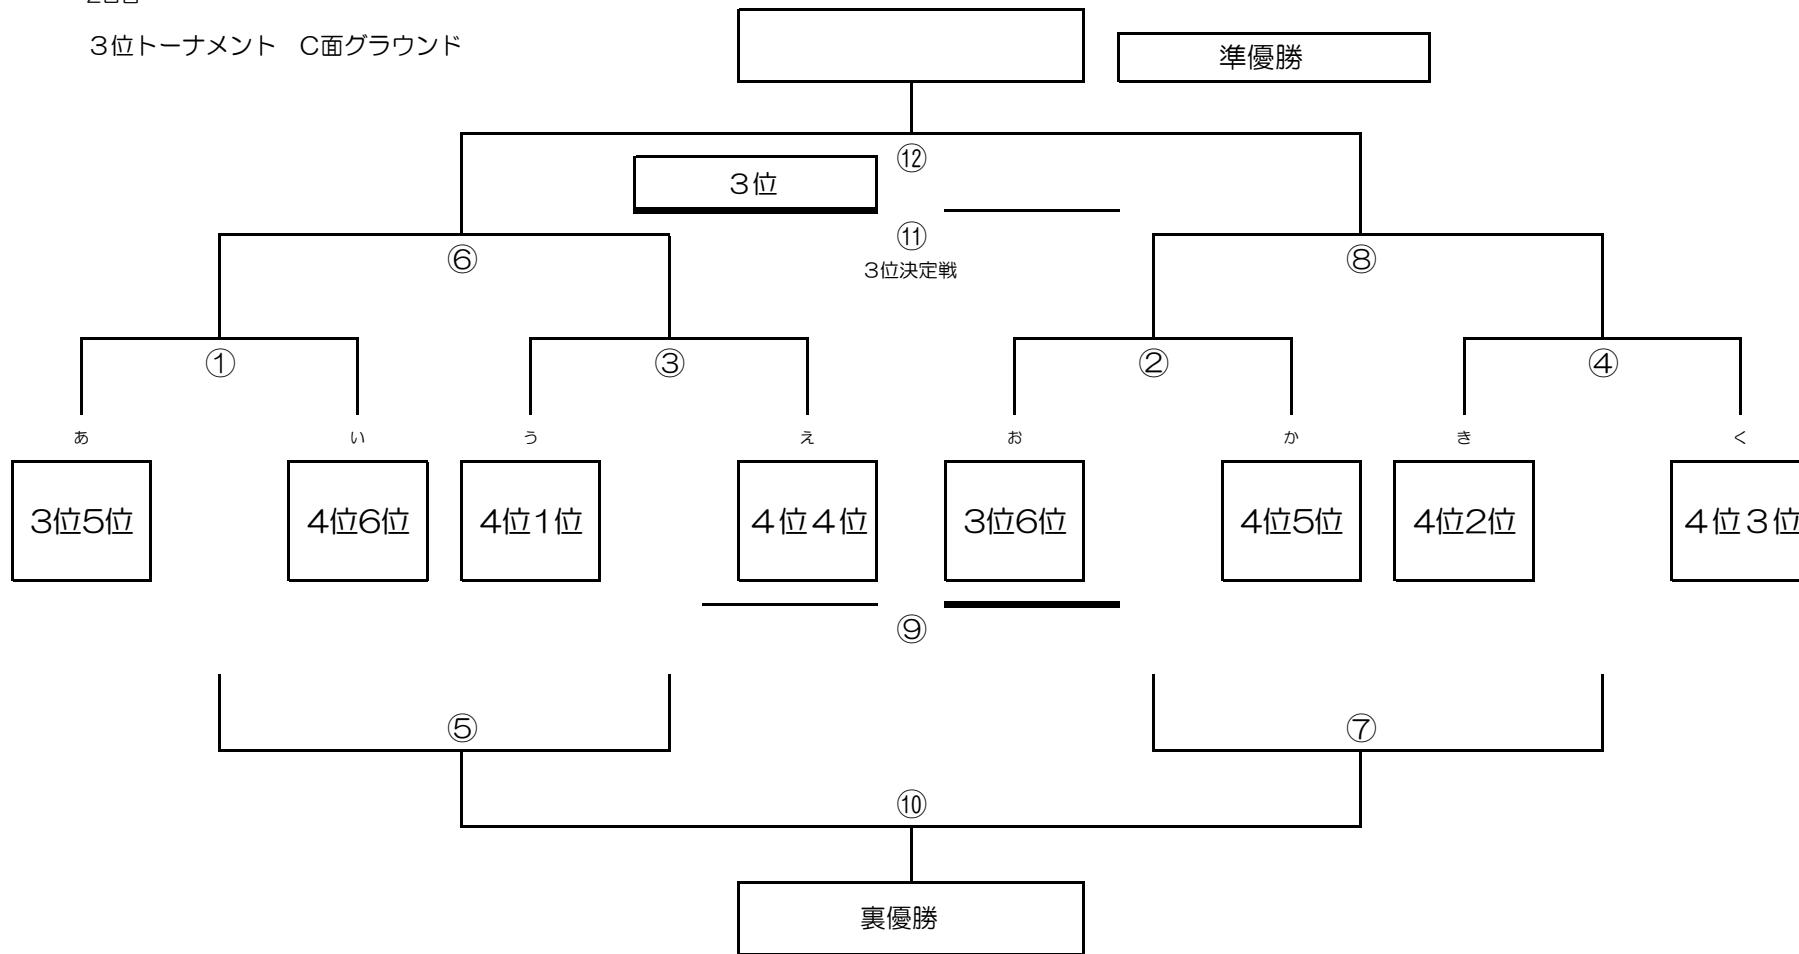 ３位トーナメント　C面グラウンド
準優勝
⑫
３位
⑪
3位決定戦
⑥
⑧
①
③
②
④
あ
い
う
え
お
か
き
く
3位5位
4位6位
4位1位
４位４位
3位6位
4位5位
4位2位
４位３位
⑨
⑤
⑦
⑩
裏優勝